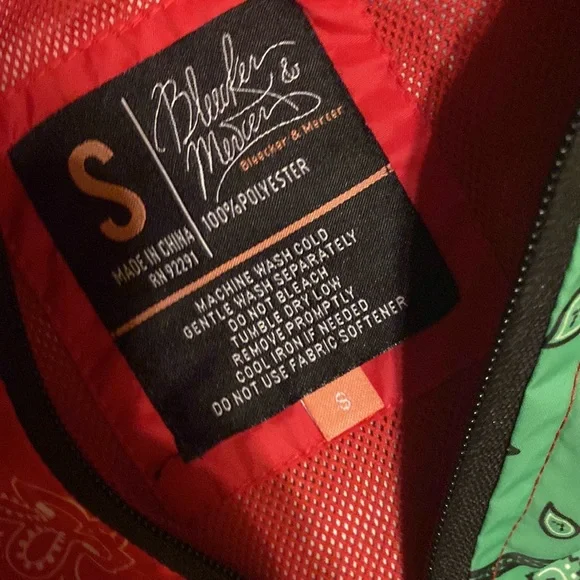 S
Bleecker &
Mercer
Bleecker & Mercer
100% POLYESTER
MADE IN CHINA
RN 92291
MACHINE WASH COLD
GENTLE WASH SEPARATELY
DO NOT BLEACH
TUMBLE DRY LOW
REMOVE PROMPTLY
COOL IRON IF NEEDED
DO NOT USE FABRIC SOFTENER
S